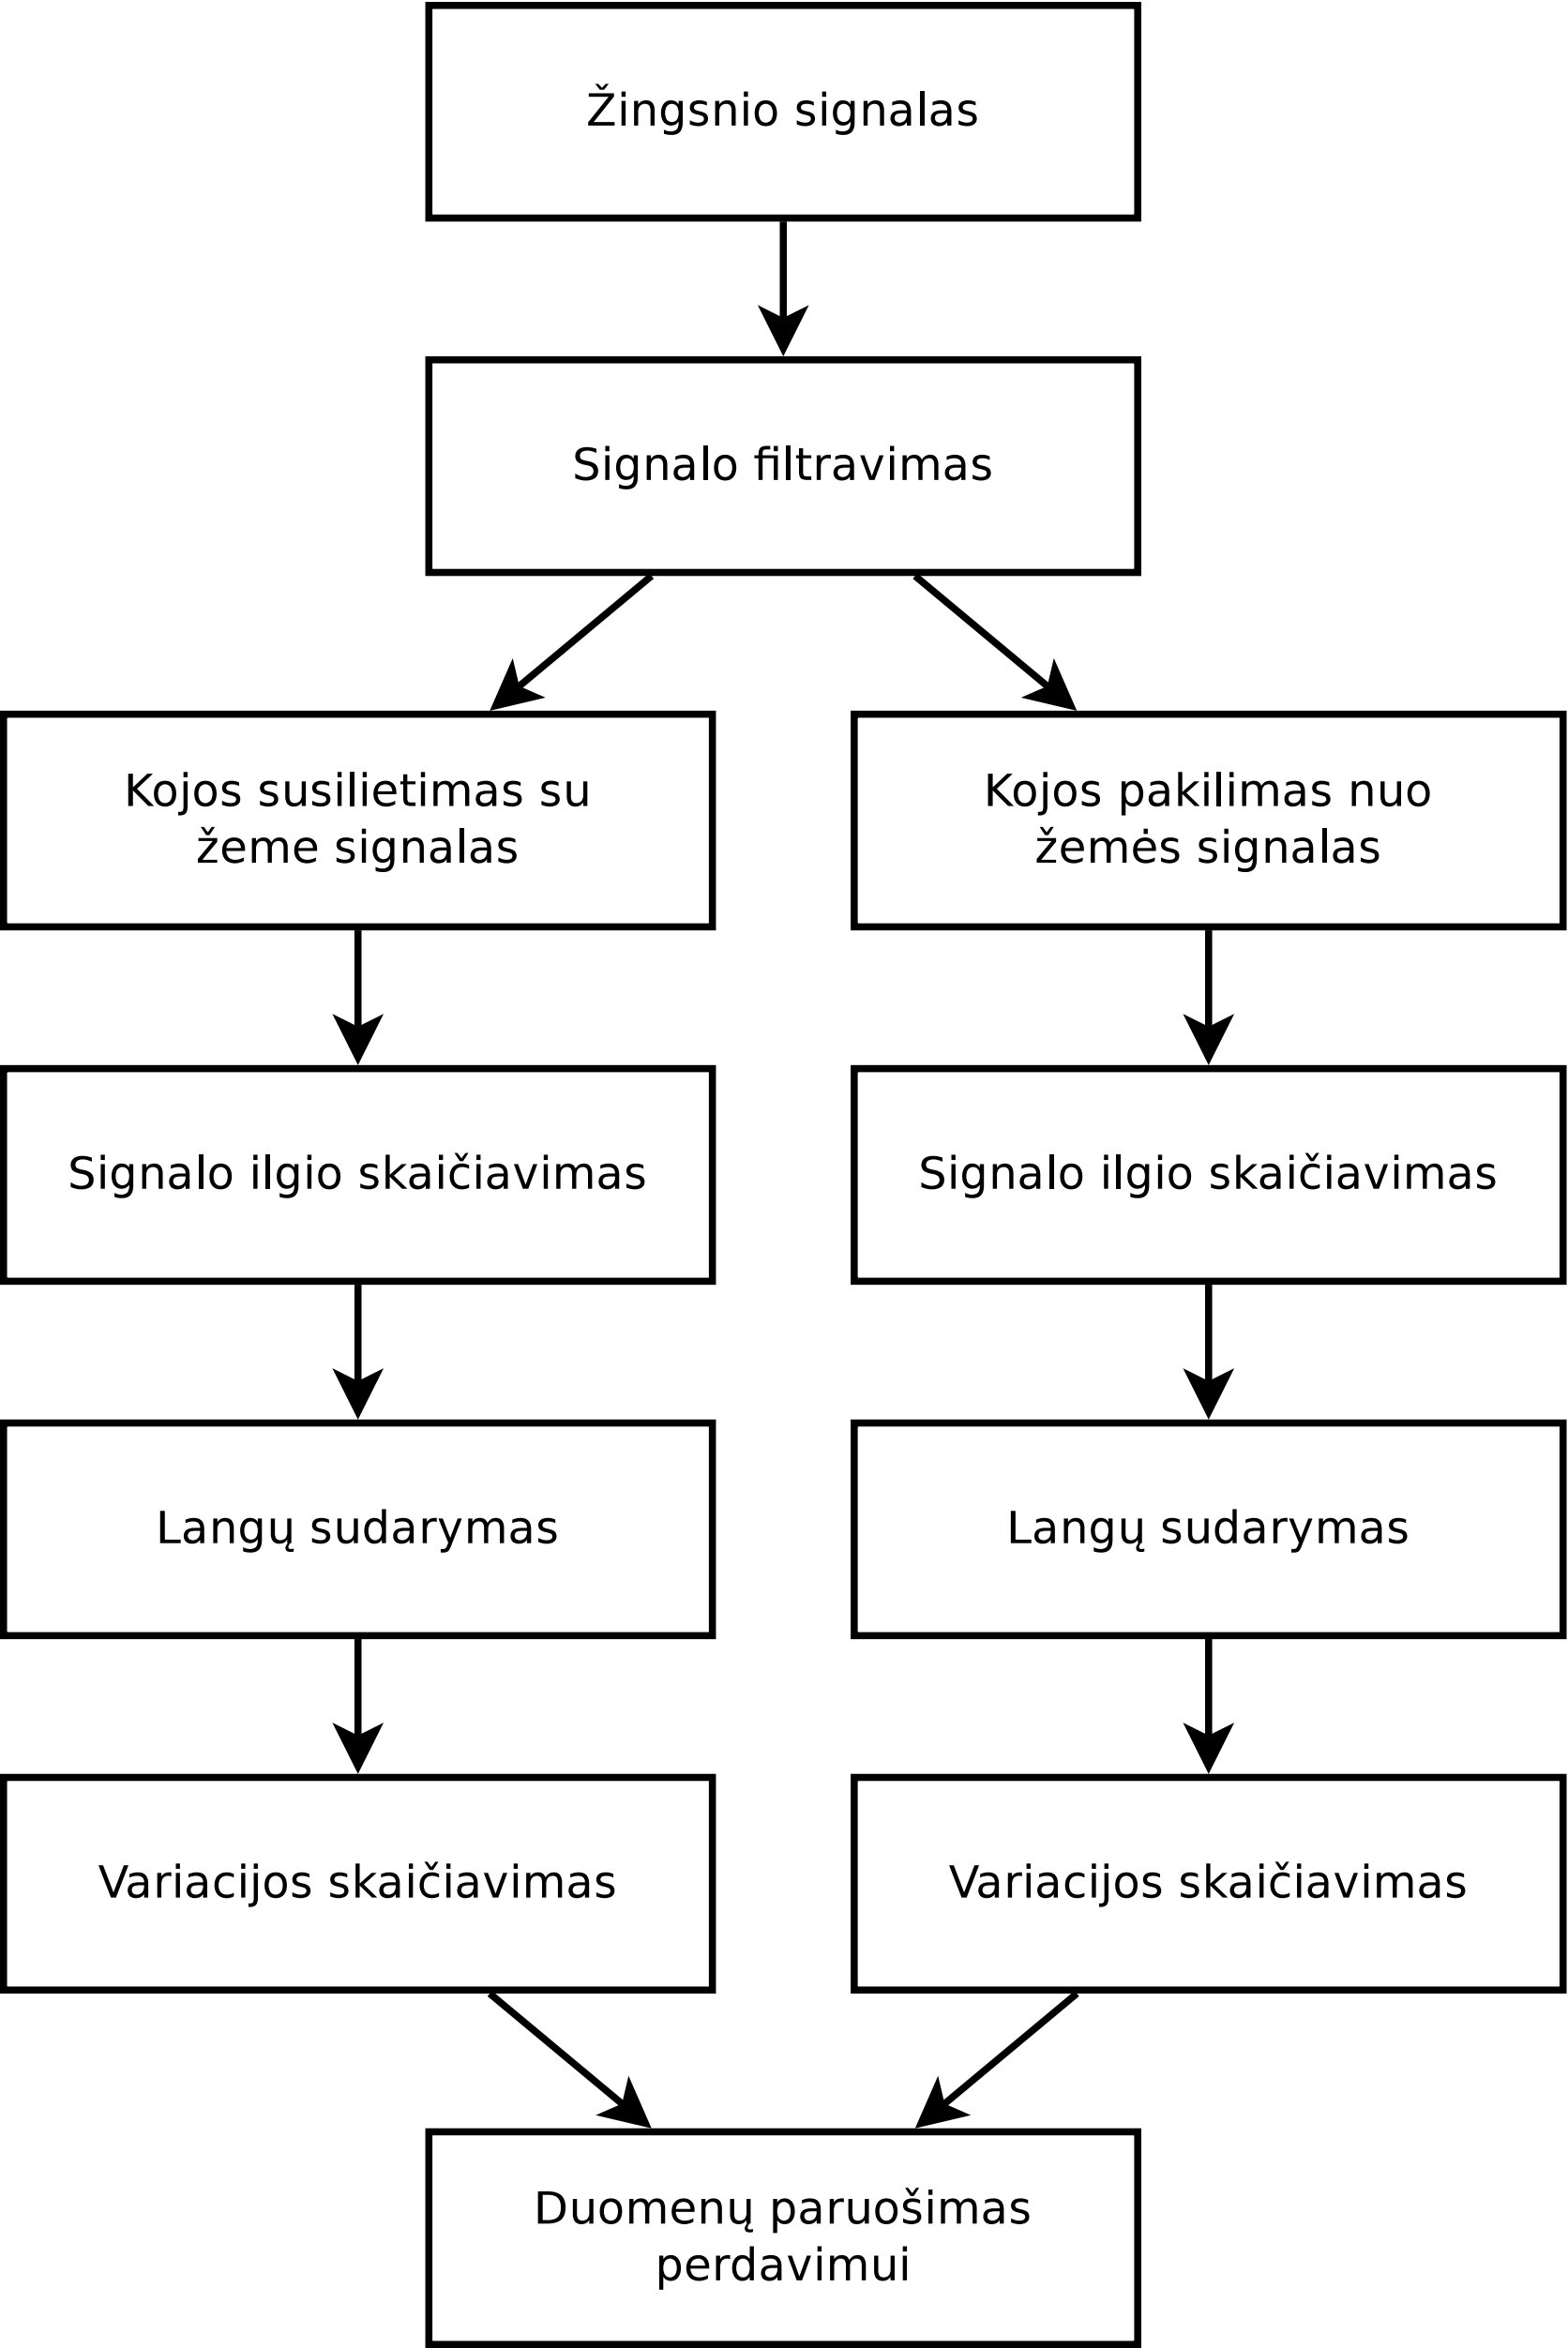 Žingsnio signalas
Signalo filtravimas
Kojos susilietimas su
žeme signalas
Kojos pakilimas nuo
žemės signalas
Signalo ilgio skaičiavimas
Signalo ilgio skaičiavimas
Langų sudarymas
Langų sudarymas
Variacijos skaičiavimas
Variacijos skaičiavimas
Duomenų paruošimas
perdavimui